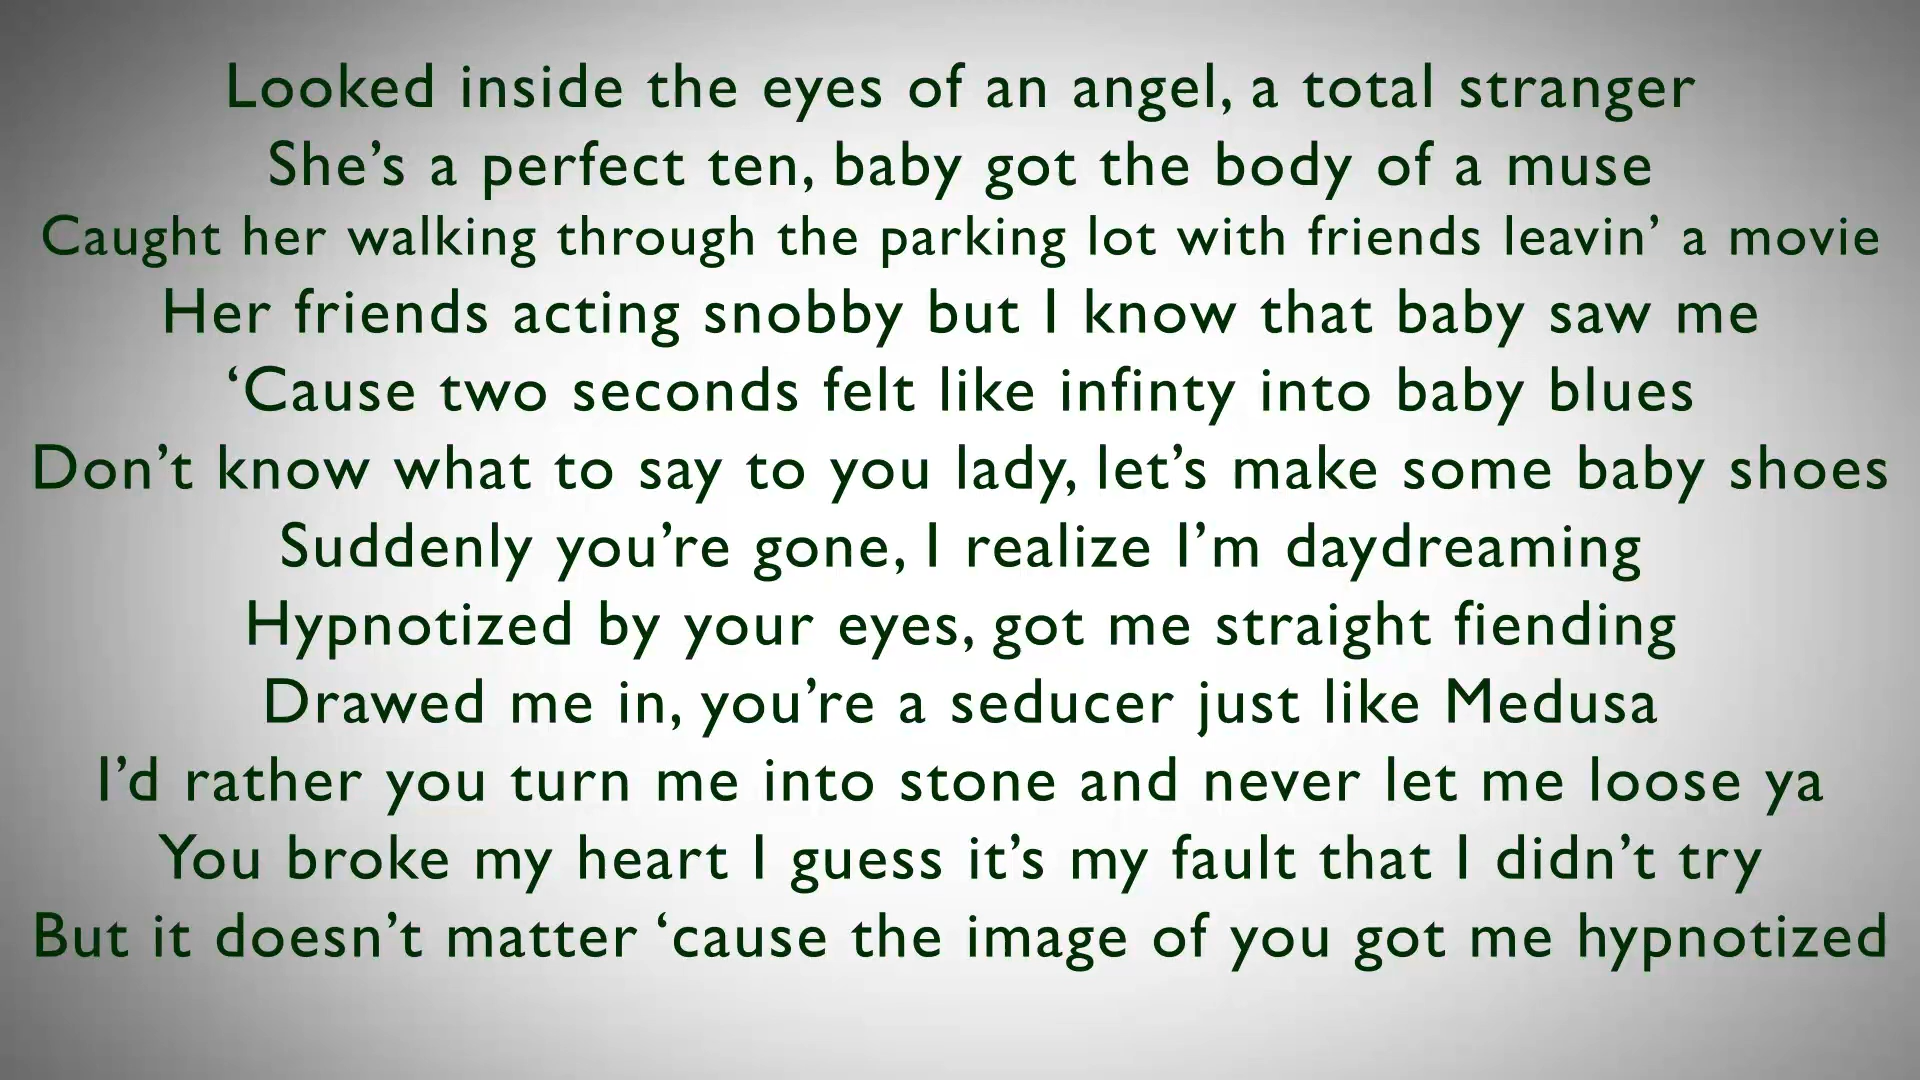 Looked inside the eyes of an angel, a total stranger
She’s a perfect ten, baby got the body of a muse
Caught her walking through the parking lot with friends leavin’ a movie
Her friends acting snobby but I know that baby saw me
‘Cause two seconds felt like infinty into baby blues
Don’t know what to say to you lady, let’s make some baby shoes
Suddenly you’re gone, I realize I’m daydreaming
Hypnotized by your eyes, got me straight fiending
Drawed me in, you’re a seducer just like Medusa
I’d rather you turn me into stone and never let me loose ya
You broke my heart I guess it’s my fault that I didn’t try
But it doesn’t matter ‘cause the image of you got me hypnotized